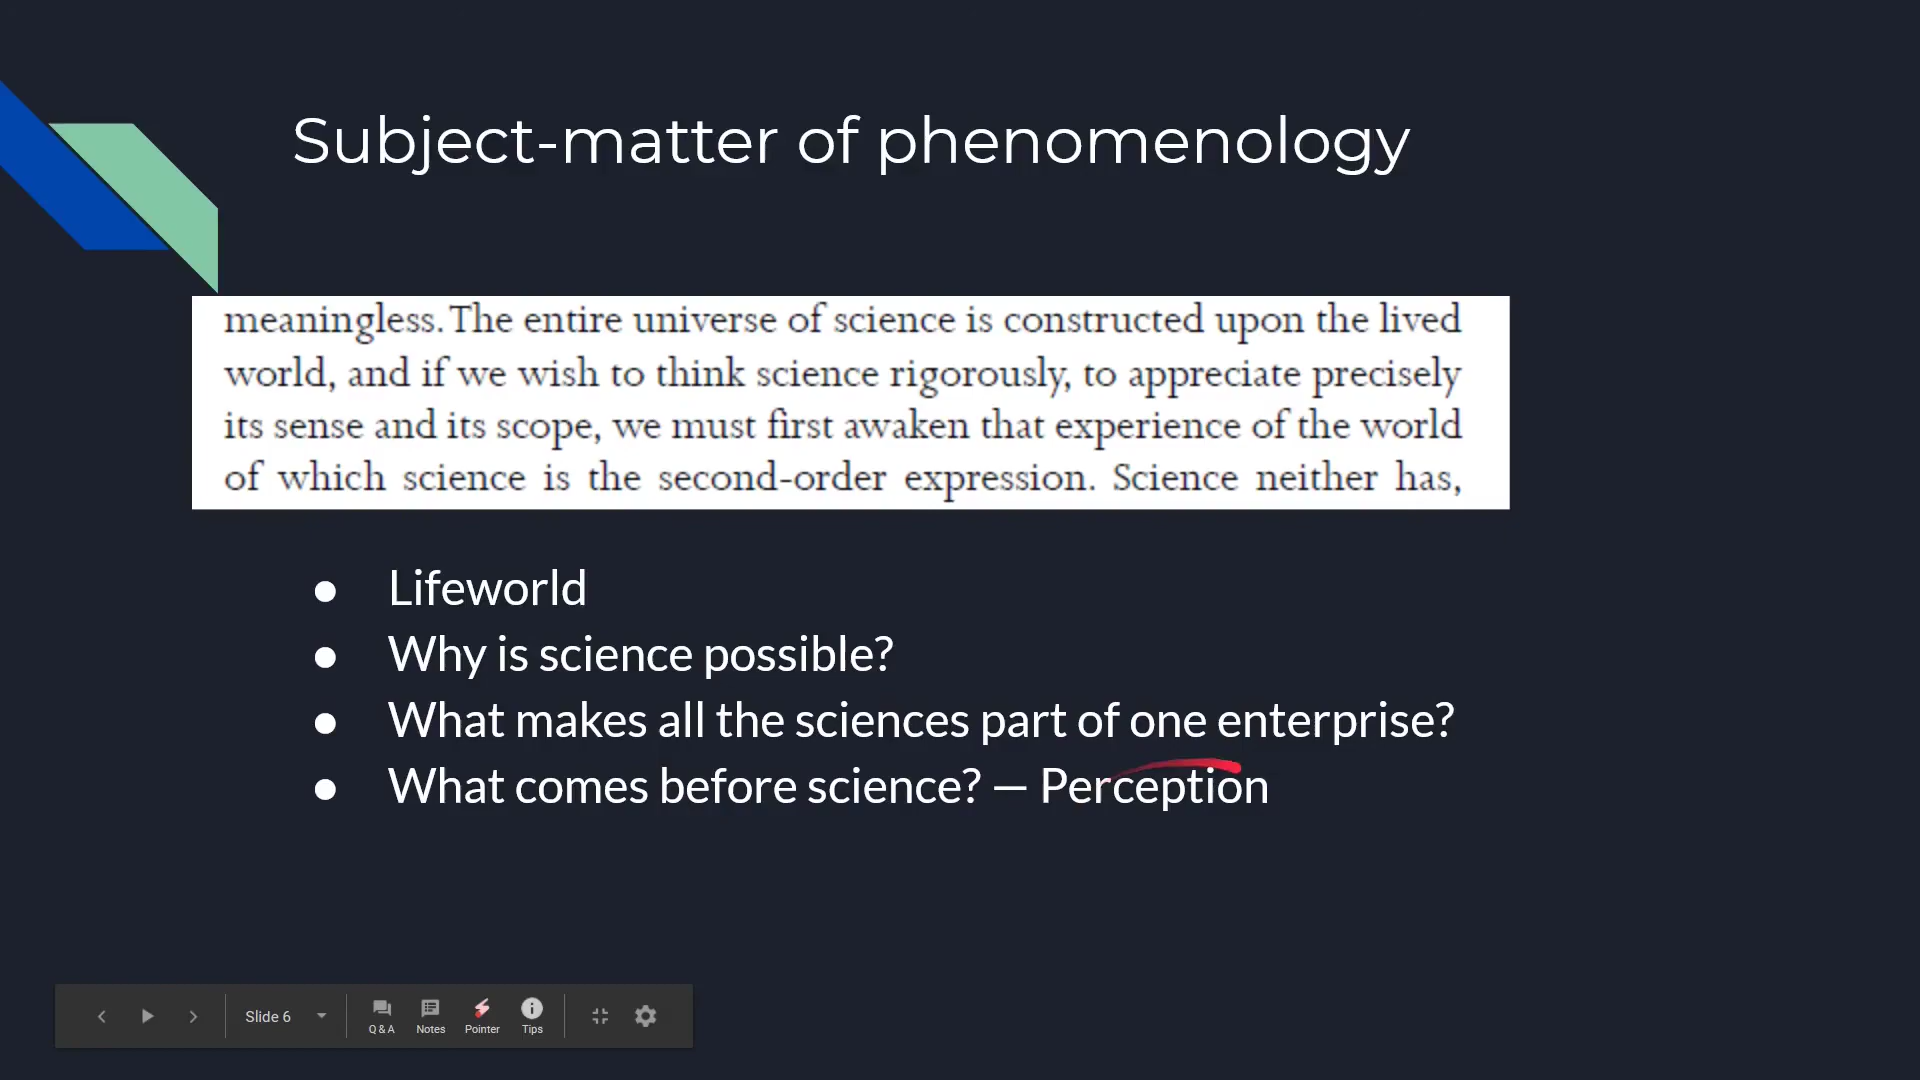 Subject-matter of phenomenology
meaningless. The entire universe of science is constructed upon the lived
world, and if we wish to think science rigorously, to appreciate precisely
its sense and its scope, we must first awaken that experience of the world
of which science is the second-order expression. Science neither has,
● Lifeworld
● Why is science possible?
● What makes all the sciences part of one enterprise?
● What comes before science? — Perception
Slide 6
Q & A Notes Pointer Tips